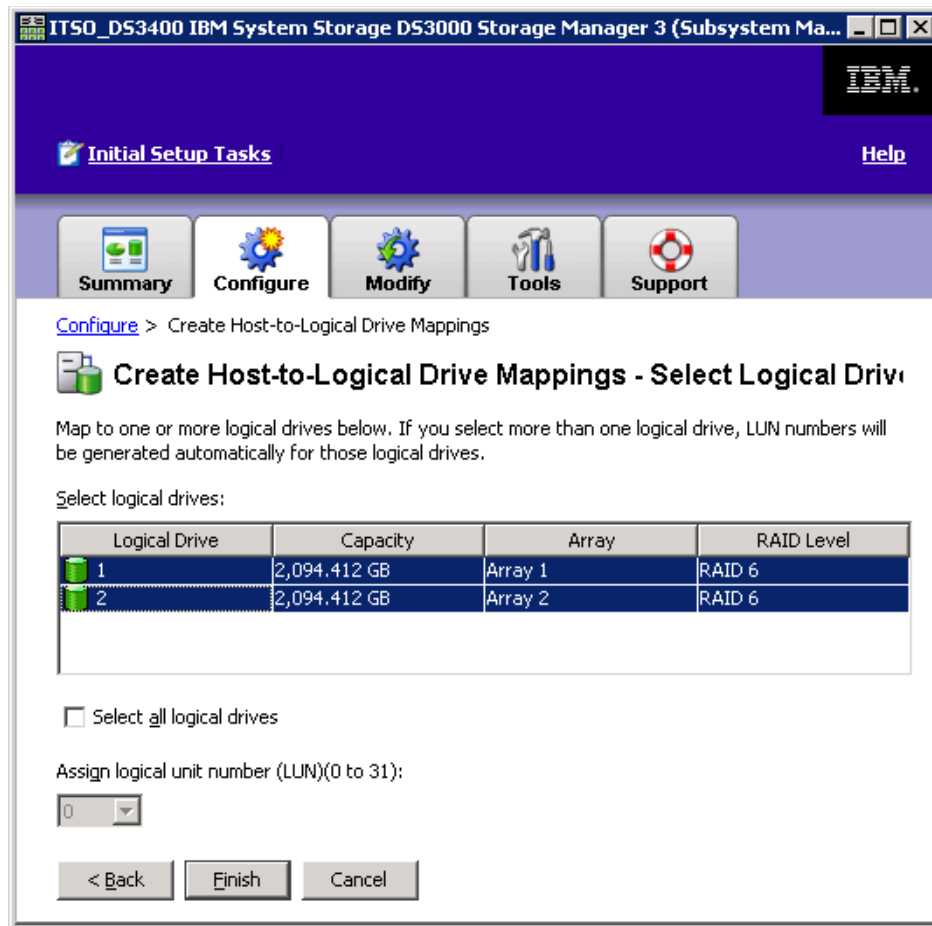 ITSO_DS3400 IBM System Storage DS3000 Storage Manager 3 (Subsystem Ma...
IBM.
Initial Setup Tasks
Help
Summary
Configure
Modify
Tools
Support
Configure > Create Host-to-Logical Drive Mappings
Create Host-to-Logical Drive Mappings - Select Logical Driv
Map to one or more logical drives below. If you select more than one logical drive, LUN numbers will
be generated automatically for those logical drives.
Select logical drives:
Logical Drive Capacity Array RAID Level
1 2,094.412 GB Array 1 RAID 6
2 2,094.412 GB Array 2 RAID 6
Select all logical drives
Assign logical unit number (LUN)(0 to 31):
0
< Back Finish Cancel